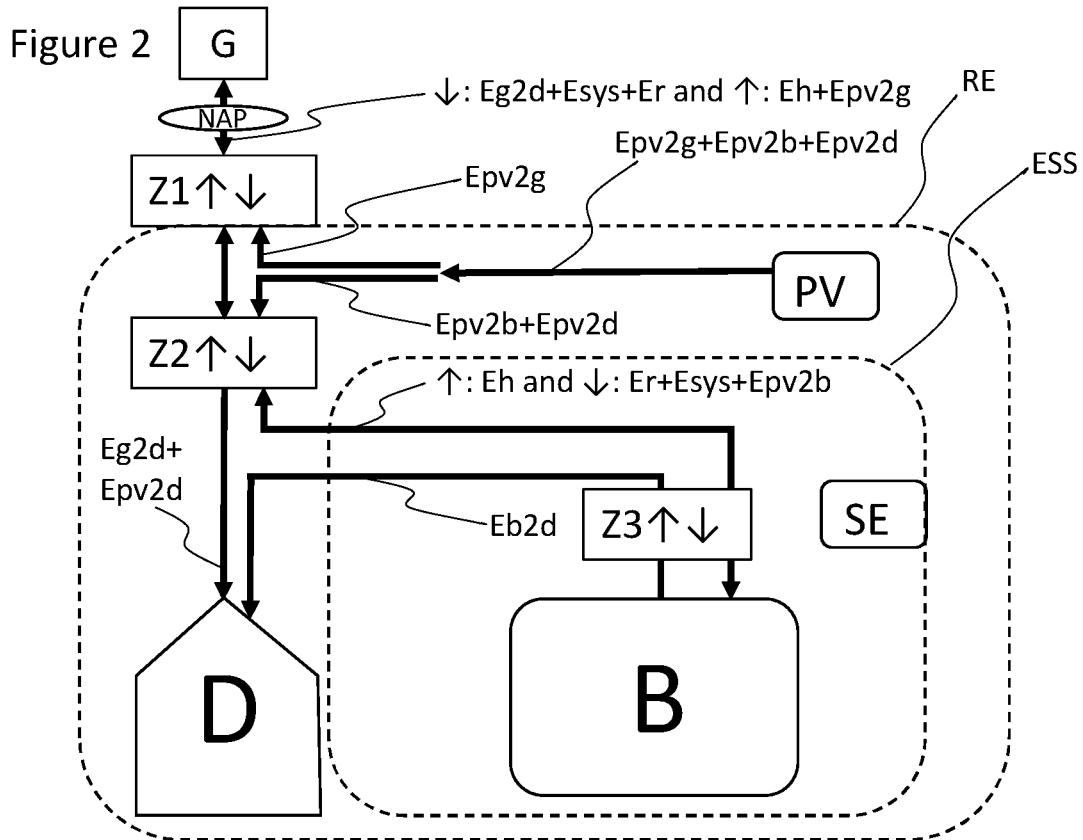 Figure 2
G
NAP
↓: Eg2d+Esys+Er and ↑: Eh+Epv2g
RE
Epv2g+Epv2b+Epv2d
ESS
Z1↑↓
Epv2g
PV
Epv2b+Epv2d
Z2↑↓
↑: Eh and ↓: Er+Esys+Epv2b
Eg2d+
Epv2d
Eb2d
Z3↑↓
SE
D
B